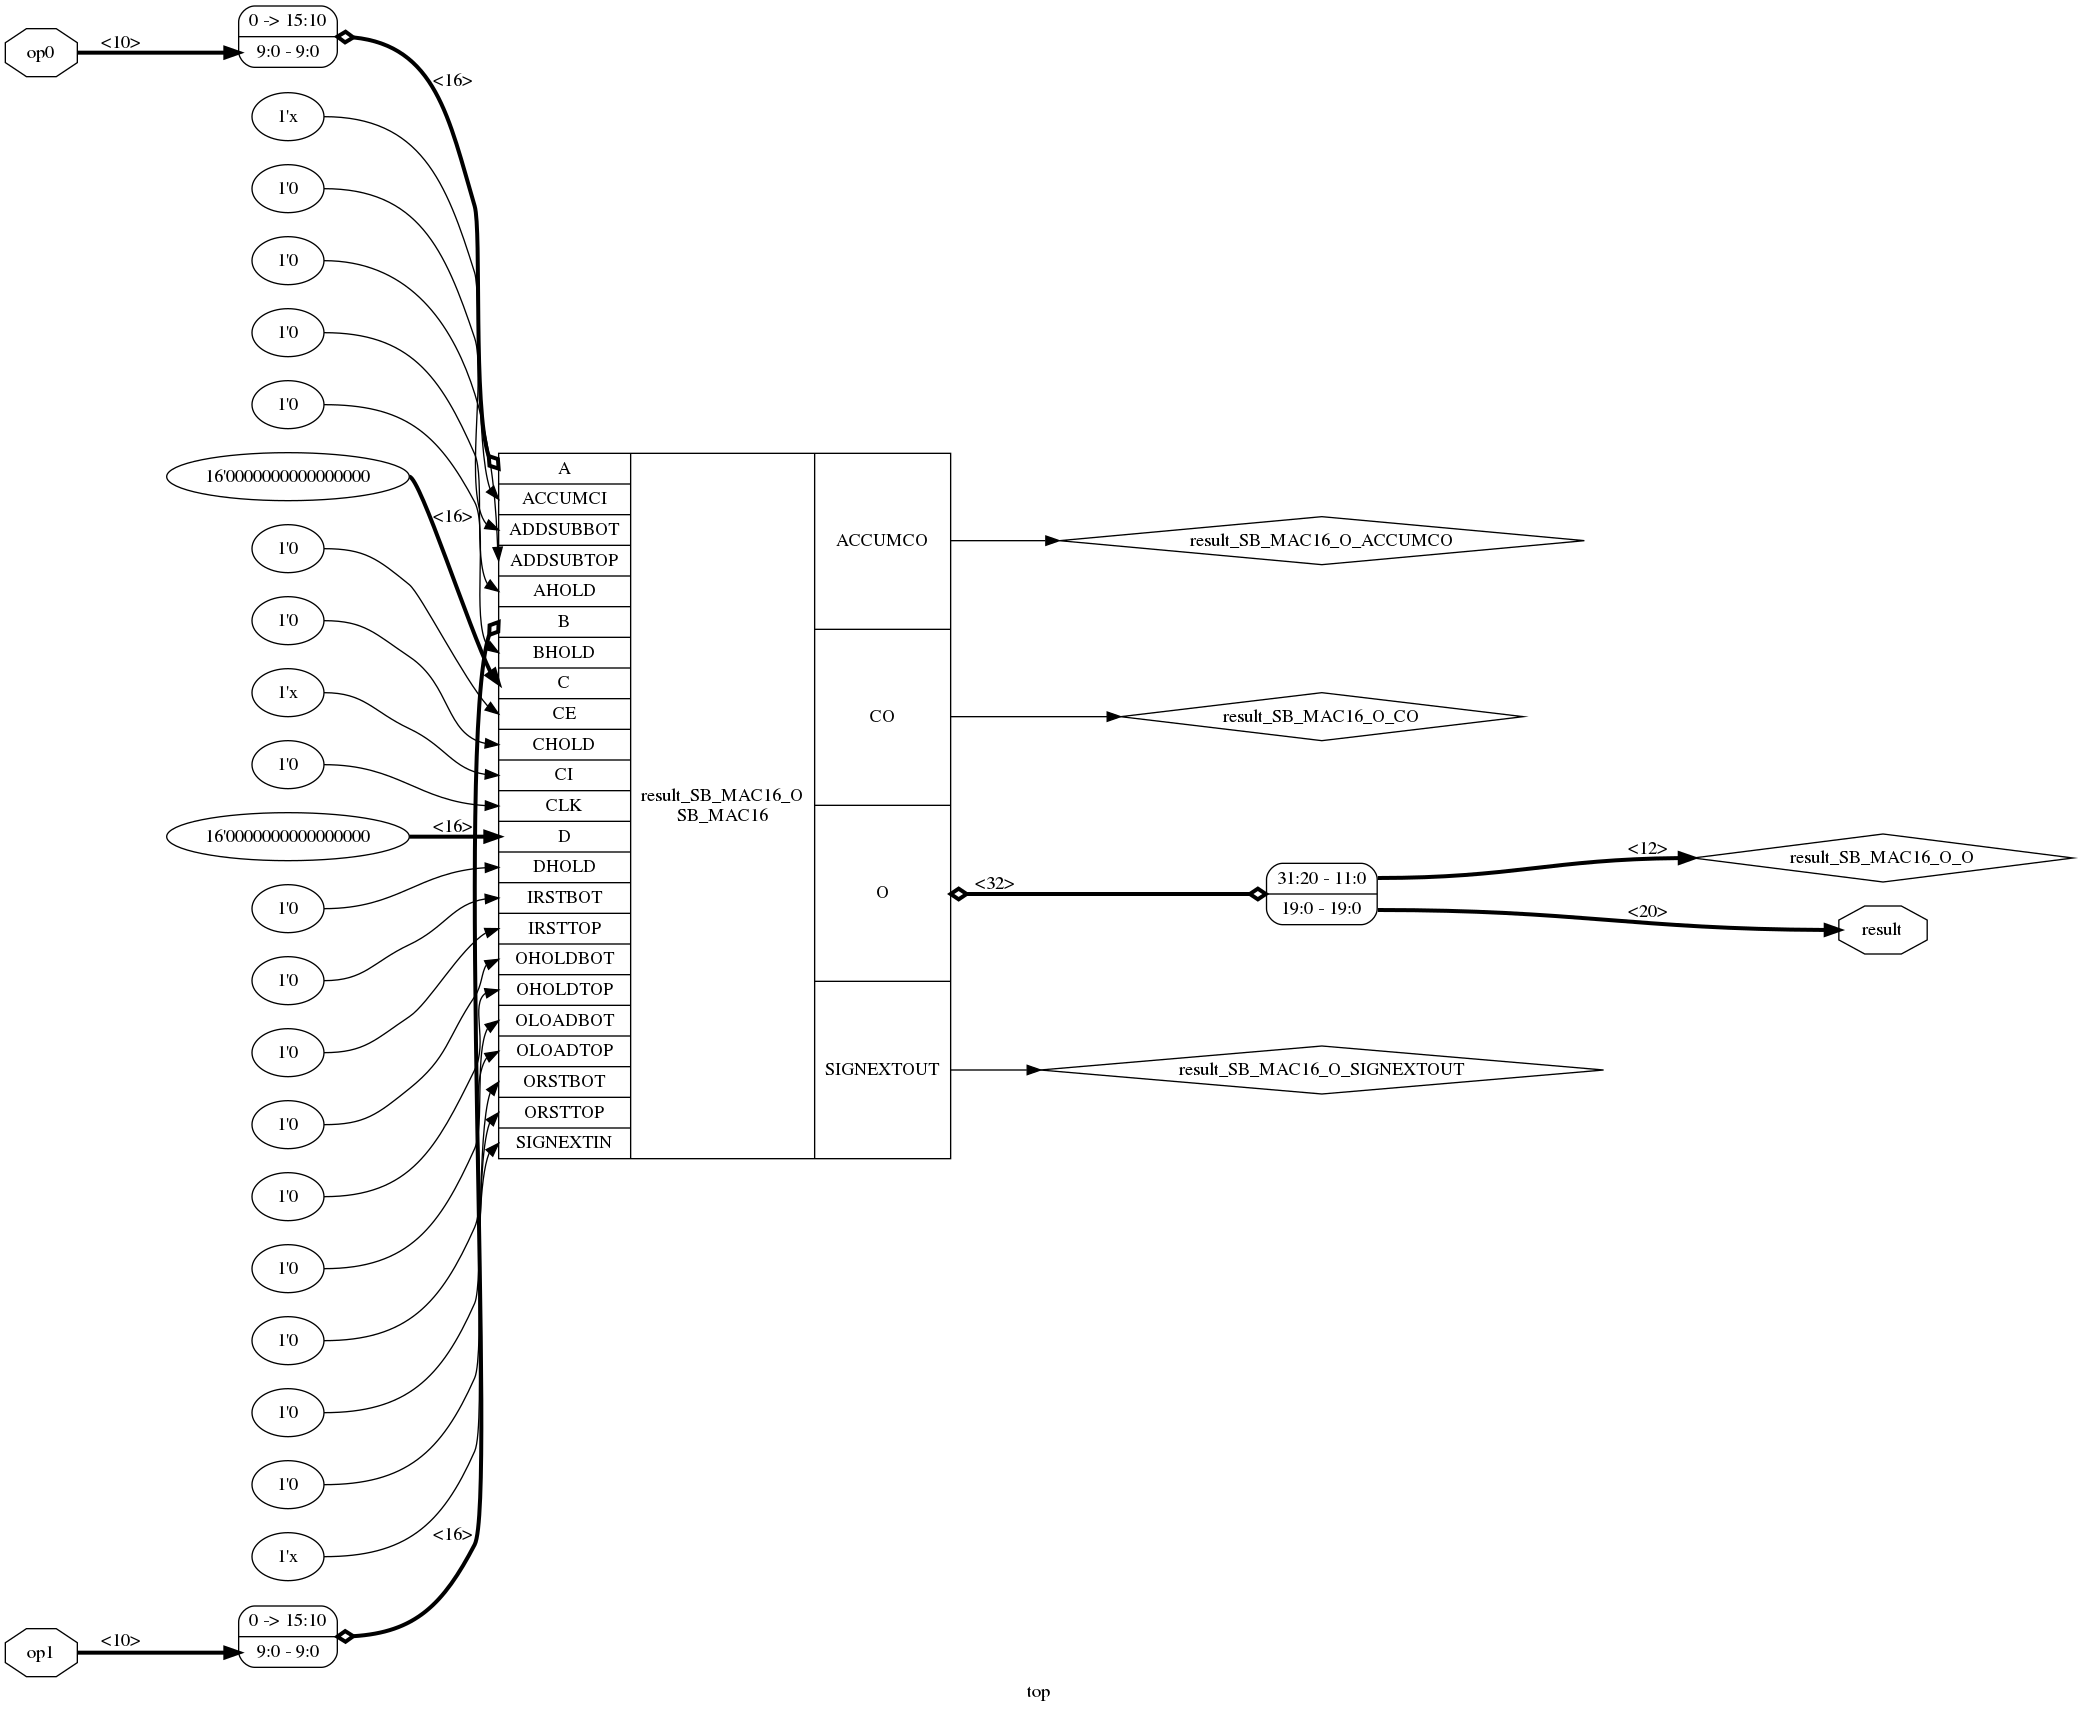 op0
<10>
0 -> 15:10
9:0 - 9:0
<16>
1'x
1'0
1'0
1'0
1'0
16'0000000000000000
<16>
1'0
1'0
1'x
1'0
16'0000000000000000
<16>
1'0
1'0
1'0
1'0
1'0
1'0
1'0
1'0
1'0
1'x
<16>
op1
<10>
0 -> 15:10
9:0 - 9:0
A
ACCUMCI
ADDSUBBOT
ADDSUBTOP
AHOLD
B
BHOLD
C
CE
CHOLD
CI
CLK
D
DHOLD
IRSTBOT
IRSTTOP
OHOLDBOT
OHOLDTOP
OLOADBOT
OLOADTOP
ORSTBOT
ORSTTOP
SIGNEXTIN
result_SB_MAC16_O
SB_MAC16
ACCUMCO
CO
O
SIGNEXTOUT
result_SB_MAC16_O_ACCUMCO
result_SB_MAC16_O_CO
<32>
31:20 - 11:0
19:0 - 19:0
<12>
result_SB_MAC16_O_O
<20>
result
result_SB_MAC16_O_SIGNEXTOUT
top